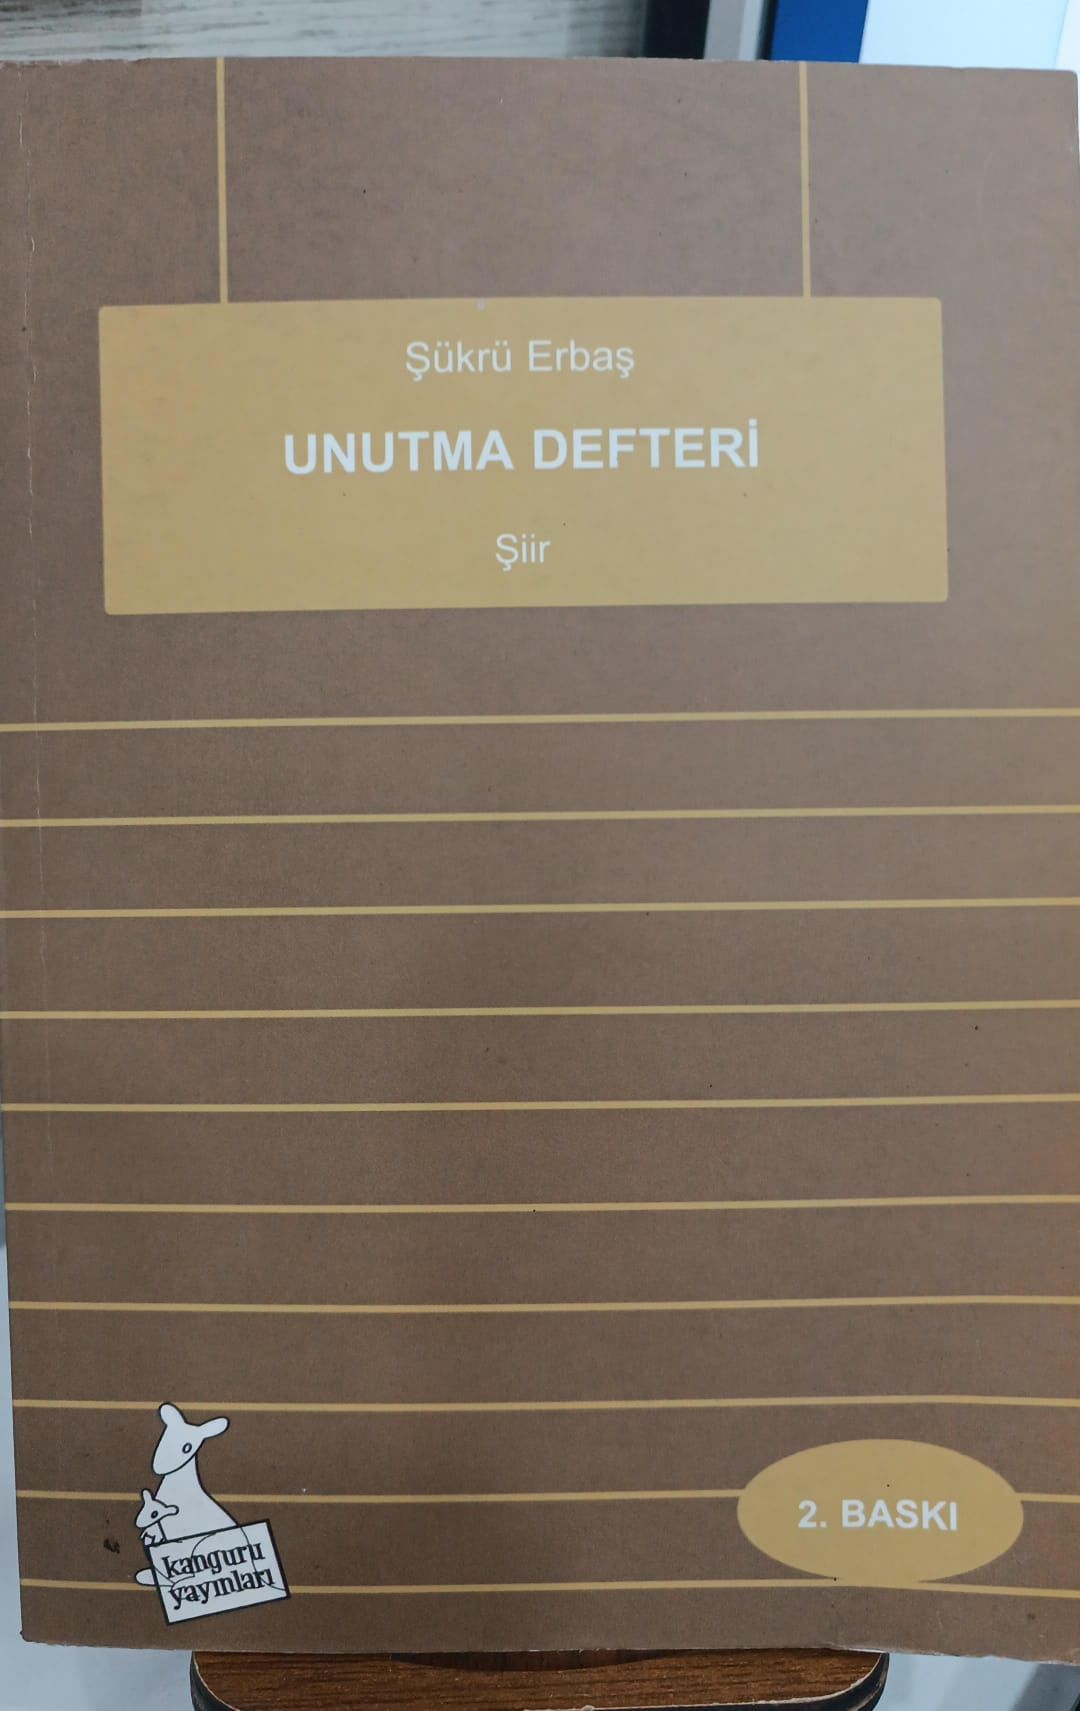 Şükrü Erbaş
UNUTMA DEFTERİ
Şiir
2. BASKI
kanguru
yayınları